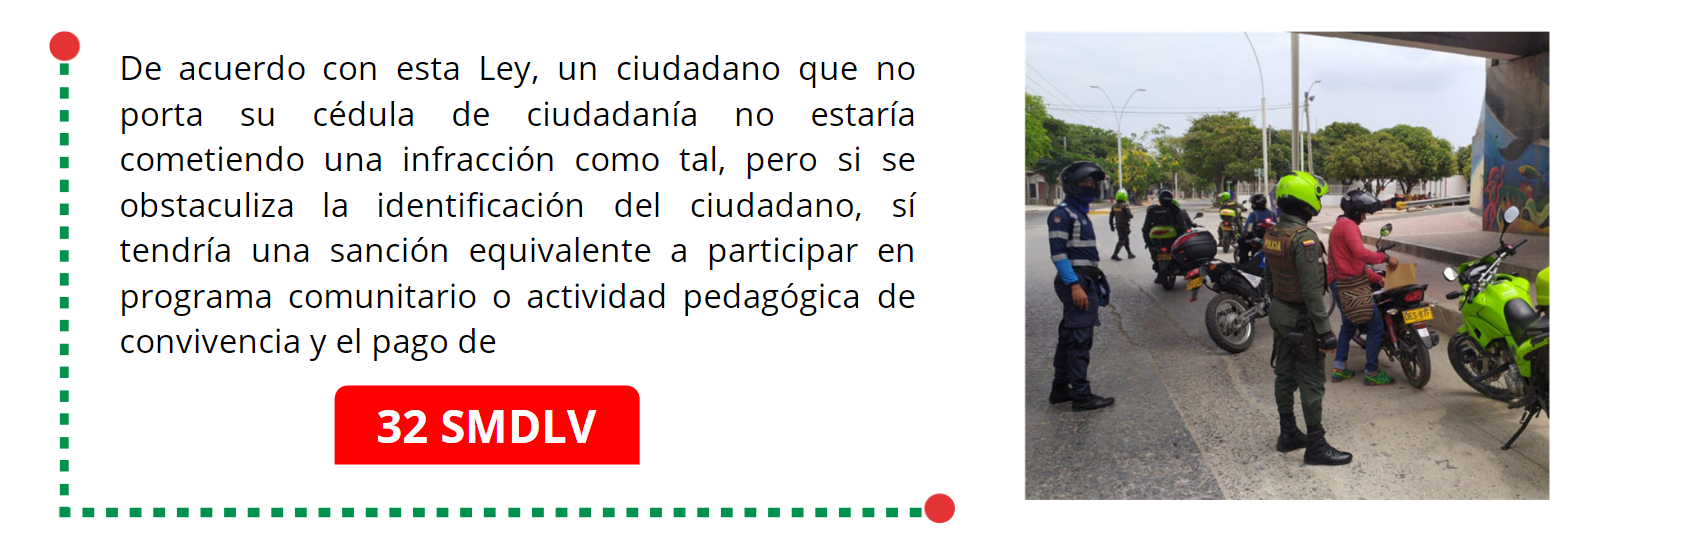 De acuerdo con esta Ley, un ciudadano que no
porta su cédula de ciudadanía no estaría
cometiendo una infracción como tal, pero si se
obstaculiza la identificación del ciudadano, sí
tendría una sanción equivalente a participar en
programa comunitario o actividad pedagógica de
convivencia y el pago de
32 SMDLV
POLICIA